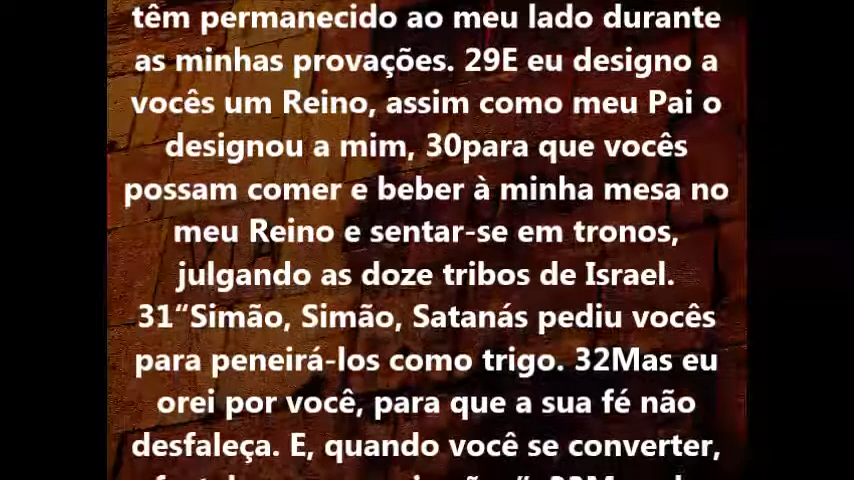 têm permanecido ao meu lado durante
as minhas provações. 29E eu designo a
vocês um Reino, assim como meu Pai o
designou a mim, 30para que vocês
possam comer e beber à minha mesa no
meu Reino e sentar-se em tronos,
julgando as doze tribos de Israel.
31“Simão, Simão, Satanás pediu vocês
para peneirá-los como trigo. 32Mas eu
orei por você, para que a sua fé não
desfaleça. E, quando você se converter,